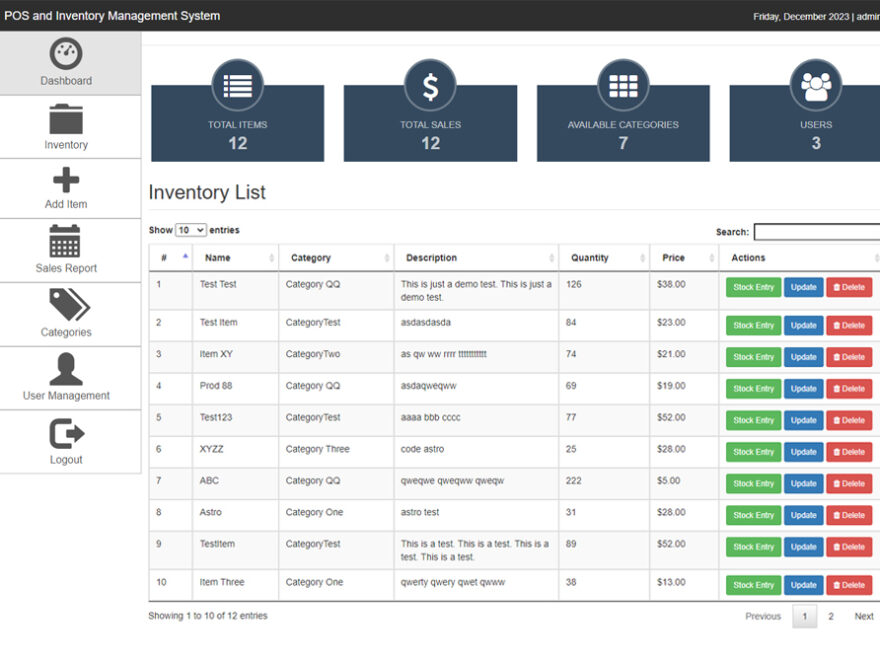 POS and Inventory Management System
Friday, December 2023 | admin
Dashboard
Inventory
Add Item
Sales Report
Categories
User Management
Logout
TOTAL ITEMS
12
TOTAL SALES
12
AVAILABLE CATEGORIES
7
USERS
3
Inventory List
Show 10 entries
Search:
# Name Category Description Quantity Price Actions
1 Test Test Category QQ This is just a demo test. This is just a 126 $38.00 Stock Entry Update Delete
demo test.
2 Test Item CategoryTest asdasdasda 84 $23.00 Stock Entry Update Delete
3 Item XY CategoryTwo as qw ww rrrr 74 $21.00 Stock Entry Update Delete
4 Prod 88 Category QQ asdaqweqww 69 $19.00 Stock Entry Update Delete
5 Test123 CategoryTest aaaa bbb cccc 77 $52.00 Stock Entry Update Delete
6 XYZZ Category Three code astro 25 $28.00 Stock Entry Update Delete
7 ABC Category QQ qweqwe qweqww qweqw 222 $5.00 Stock Entry Update Delete
8 Astro Category One astro test 31 $28.00 Stock Entry Update Delete
9 TestItem CategoryTest This is a test. This is a test. This is a 89 $52.00 Stock Entry Update Delete
test. This is a test.
10 Item Three Category One qwerty qwery qwet qwww 38 $13.00 Stock Entry Update Delete
Showing 1 to 10 of 12 entries
Previous 1 2 Next